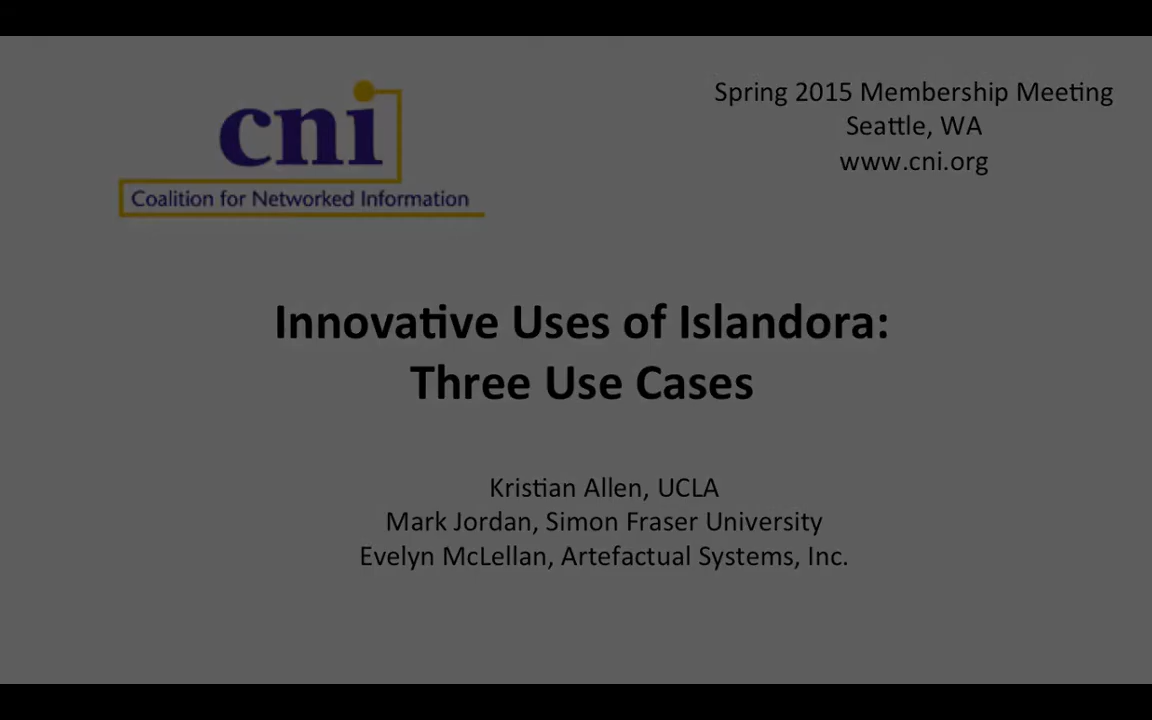 cni
Coalition for Networked Information
Spring 2015 Membership Meeting
Seattle, WA
www.cni.org
Innovative Uses of Islandora:
Three Use Cases
Kristian Allen, UCLA
Mark Jordan, Simon Fraser University
Evelyn McLellan, Artefactual Systems, Inc.